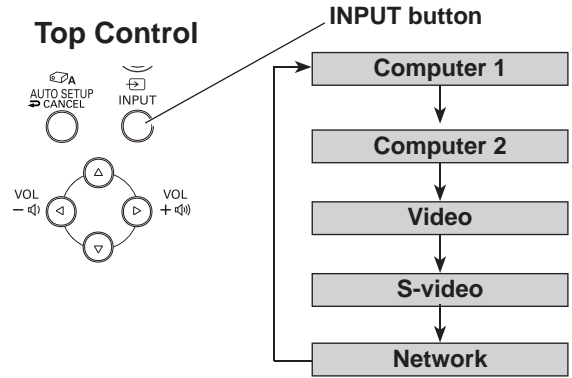 INPUT button
Top Control
A
AUTO SETUP
CANCEL
INPUT
VOL
–
VOL
+
Computer 1
Computer 2
Video
S-video
Network